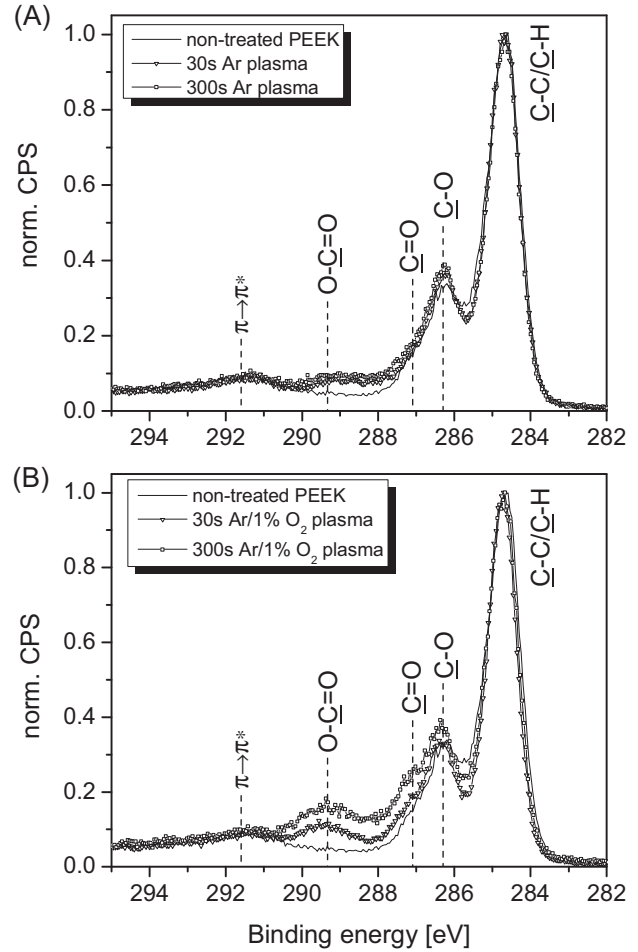 (A)
non-treated PEEK
30s Ar plasma
300s Ar plasma
C-C/C-H
C-O
C=O
O-C=O
π→π*
norm. CPS
1.0
0.8
0.6
0.4
0.2
0.0
294 292 290 288 286 284 282
(B)
non-treated PEEK
30s Ar/1% O₂ plasma
300s Ar/1% O₂ plasma
C-C/C-H
C-O
C=O
O-C=O
π→π*
norm. CPS
1.0
0.8
0.6
0.4
0.2
0.0
294 292 290 288 286 284 282
Binding energy [eV]